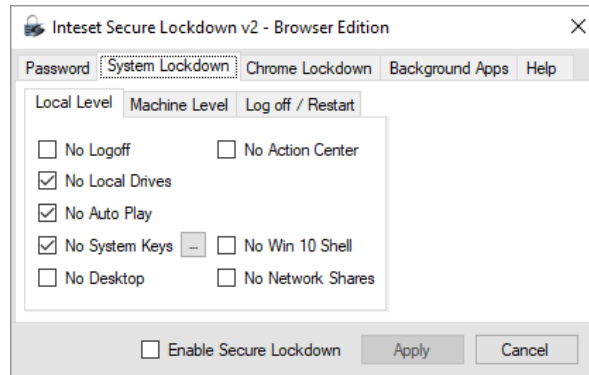 Inteset Secure Lockdown v2 - Browser Edition
Password System Lockdown Chrome Lockdown Background Apps Help
Local Level Machine Level Log off / Restart
No Logoff No Action Center
No Local Drives
No Auto Play
No System Keys ... No Win 10 Shell
No Desktop No Network Shares
Enable Secure Lockdown Apply Cancel